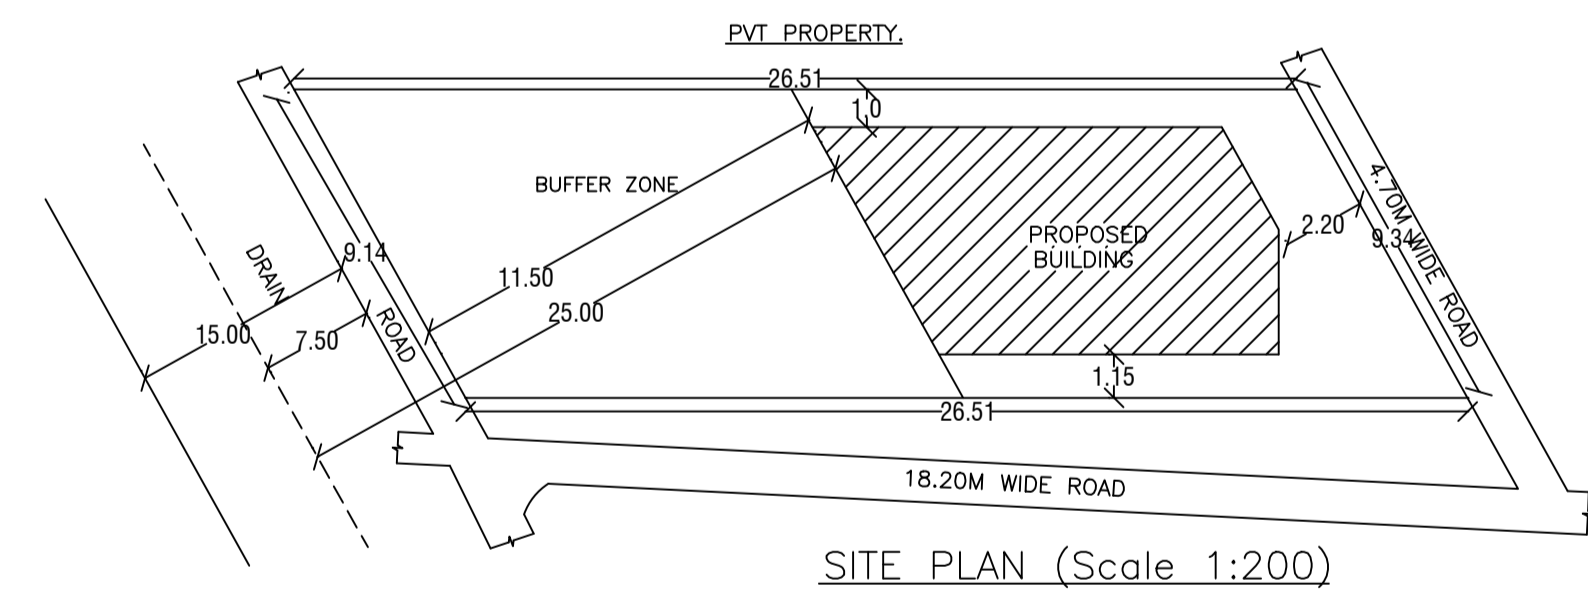 PVT PROPERTY.
26.51
1.0
BUFFER ZONE
4.70M WIDE ROAD
PROPOSED
BUILDING
2.20
9.34
DRAIN
9.14
11.50
25.00
15.00
7.50
ROAD
1.15
26.51
18.20M WIDE ROAD
SITE PLAN (Scale 1:200)